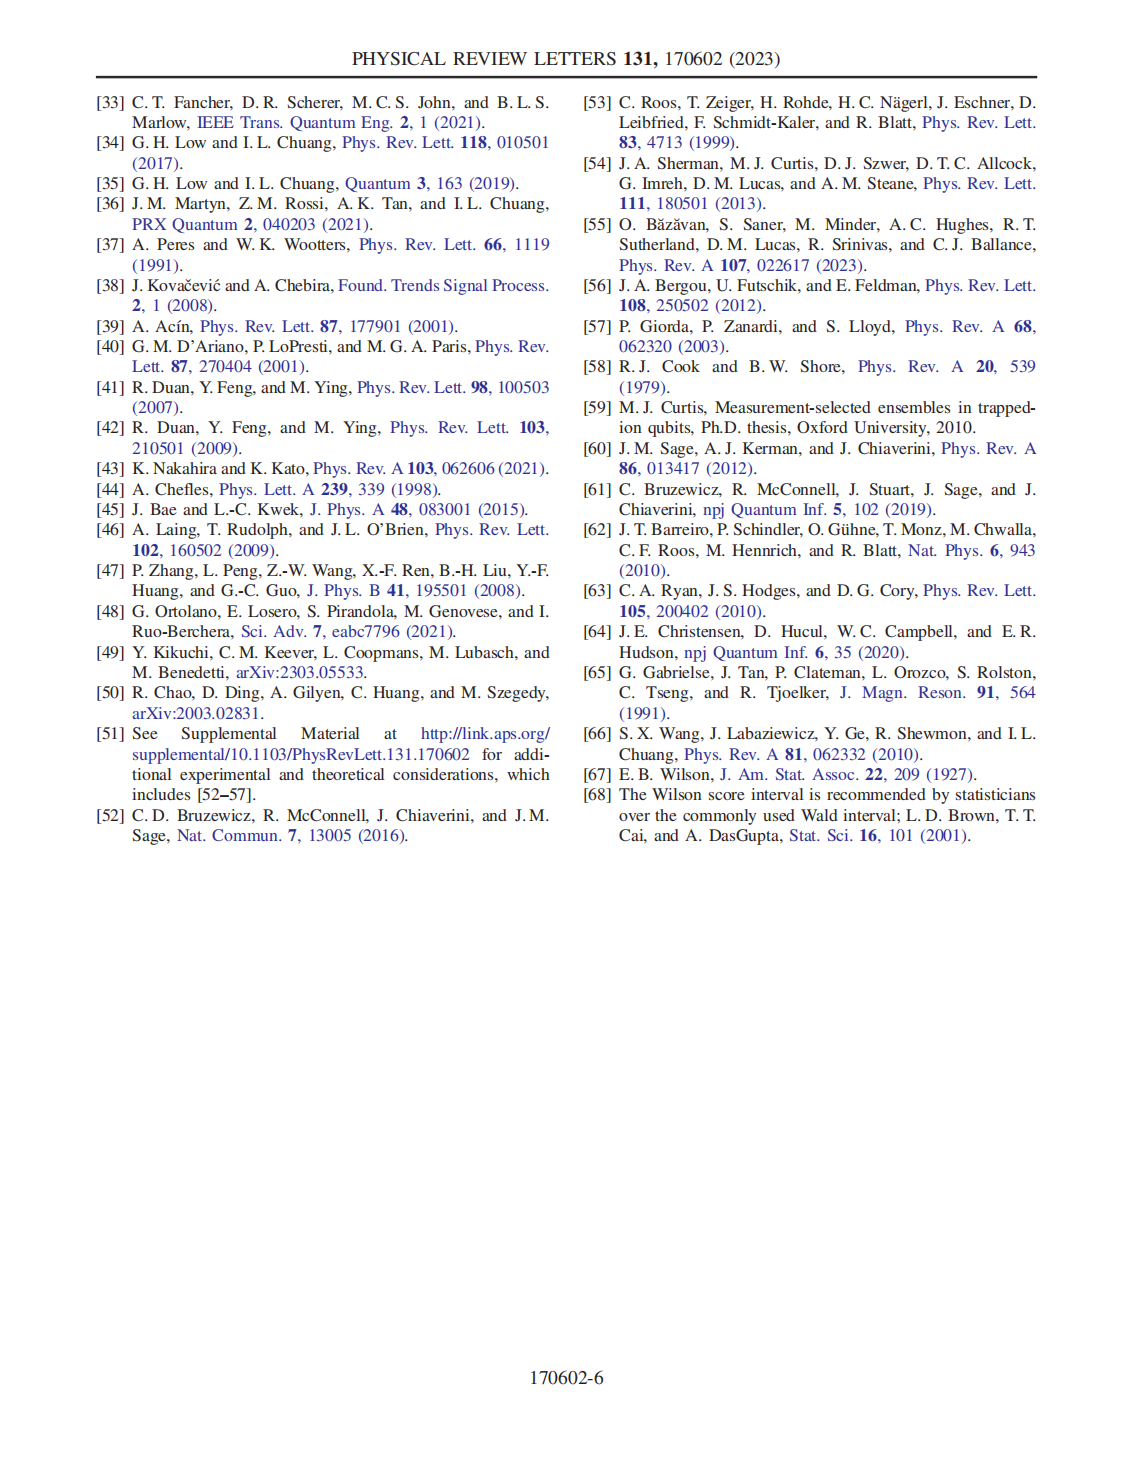 PHYSICAL REVIEW LETTERS 131, 170602 (2023)
[33] C. T. Fancher, D. R. Scherer, M. C. S. John, and B. L. S.
Marlow, IEEE Trans. Quantum Eng. 2, 1 (2021).
[34] G. H. Low and I. L. Chuang, Phys. Rev. Lett. 118, 010501
(2017).
[35] G. H. Low and I. L. Chuang, Quantum 3, 163 (2019).
[36] J. M. Martyn, Z. M. Rossi, A. K. Tan, and I. L. Chuang,
PRX Quantum 2, 040203 (2021).
[37] A. Peres and W. K. Wootters, Phys. Rev. Lett. 66, 1119
(1991).
[38] J. Kovačević and A. Chebira, Found. Trends Signal Process.
2, 1 (2008).
[39] A. Acín, Phys. Rev. Lett. 87, 177901 (2001).
[40] G. M. D’Ariano, P. LoPresti, and M. G. A. Paris, Phys. Rev.
Lett. 87, 270404 (2001).
[41] R. Duan, Y. Feng, and M. Ying, Phys. Rev. Lett. 98, 100503
(2007).
[42] R. Duan, Y. Feng, and M. Ying, Phys. Rev. Lett. 103,
210501 (2009).
[43] K. Nakahira and K. Kato, Phys. Rev. A 103, 062606 (2021).
[44] A. Chefles, Phys. Lett. A 239, 339 (1998).
[45] J. Bae and L.-C. Kwek, J. Phys. A 48, 083001 (2015).
[46] A. Laing, T. Rudolph, and J. L. O’Brien, Phys. Rev. Lett.
102, 160502 (2009).
[47] P. Zhang, L. Peng, Z.-W. Wang, X.-F. Ren, B.-H. Liu, Y.-F.
Huang, and G.-C. Guo, J. Phys. B 41, 195501 (2008).
[48] G. Ortolano, E. Losero, S. Pirandola, M. Genovese, and I.
Ruo-Berchera, Sci. Adv. 7, eabc7796 (2021).
[49] Y. Kikuchi, C. M. Keever, L. Coopmans, M. Lubasch, and
M. Benedetti, arXiv:2303.05533.
[50] R. Chao, D. Ding, A. Gilyen, C. Huang, and M. Szegedy,
arXiv:2003.02831.
[51] See Supplemental Material at http://link.aps.org/
supplemental/10.1103/PhysRevLett.131.170602 for addi-
tional experimental and theoretical considerations, which
includes [52–57].
[52] C. D. Bruzewicz, R. McConnell, J. Chiaverini, and J. M.
Sage, Nat. Commun. 7, 13005 (2016).
[53] C. Roos, T. Zeiger, H. Rohde, H. C. Nägerl, J. Eschner, D.
Leibfried, F. Schmidt-Kaler, and R. Blatt, Phys. Rev. Lett.
83, 4713 (1999).
[54] J. A. Sherman, M. J. Curtis, D. J. Szwer, D. T. C. Allcock,
G. Imreh, D. M. Lucas, and A. M. Steane, Phys. Rev. Lett.
111, 180501 (2013).
[55] O. Băzăvan, S. Saner, M. Minder, A. C. Hughes, R. T.
Sutherland, D. M. Lucas, R. Srinivas, and C. J. Ballance,
Phys. Rev. A 107, 022617 (2023).
[56] J. A. Bergou, U. Futschik, and E. Feldman, Phys. Rev. Lett.
108, 250502 (2012).
[57] P. Giorda, P. Zanardi, and S. Lloyd, Phys. Rev. A 68,
062320 (2003).
[58] R. J. Cook and B. W. Shore, Phys. Rev. A 20, 539
(1979).
[59] M. J. Curtis, Measurement-selected ensembles in trapped-
ion qubits, Ph.D. thesis, Oxford University, 2010.
[60] J. M. Sage, A. J. Kerman, and J. Chiaverini, Phys. Rev. A
86, 013417 (2012).
[61] C. Bruzewicz, R. McConnell, J. Stuart, J. Sage, and J.
Chiaverini, npj Quantum Inf. 5, 102 (2019).
[62] J. T. Barreiro, P. Schindler, O. Gühne, T. Monz, M. Chwalla,
C. F. Roos, M. Hennrich, and R. Blatt, Nat. Phys. 6, 943
(2010).
[63] C. A. Ryan, J. S. Hodges, and D. G. Cory, Phys. Rev. Lett.
105, 200402 (2010).
[64] J. E. Christensen, D. Hucul, W. C. Campbell, and E. R.
Hudson, npj Quantum Inf. 6, 35 (2020).
[65] G. Gabrielse, J. Tan, P. Clateman, L. Orozco, S. Rolston,
C. Tseng, and R. Tjoelker, J. Magn. Reson. 91, 564
(1991).
[66] S. X. Wang, J. Labaziewicz, Y. Ge, R. Shewmon, and I. L.
Chuang, Phys. Rev. A 81, 062332 (2010).
[67] E. B. Wilson, J. Am. Stat. Assoc. 22, 209 (1927).
[68] The Wilson score interval is recommended by statisticians
over the commonly used Wald interval; L. D. Brown, T. T.
Cai, and A. DasGupta, Stat. Sci. 16, 101 (2001).
170602-6